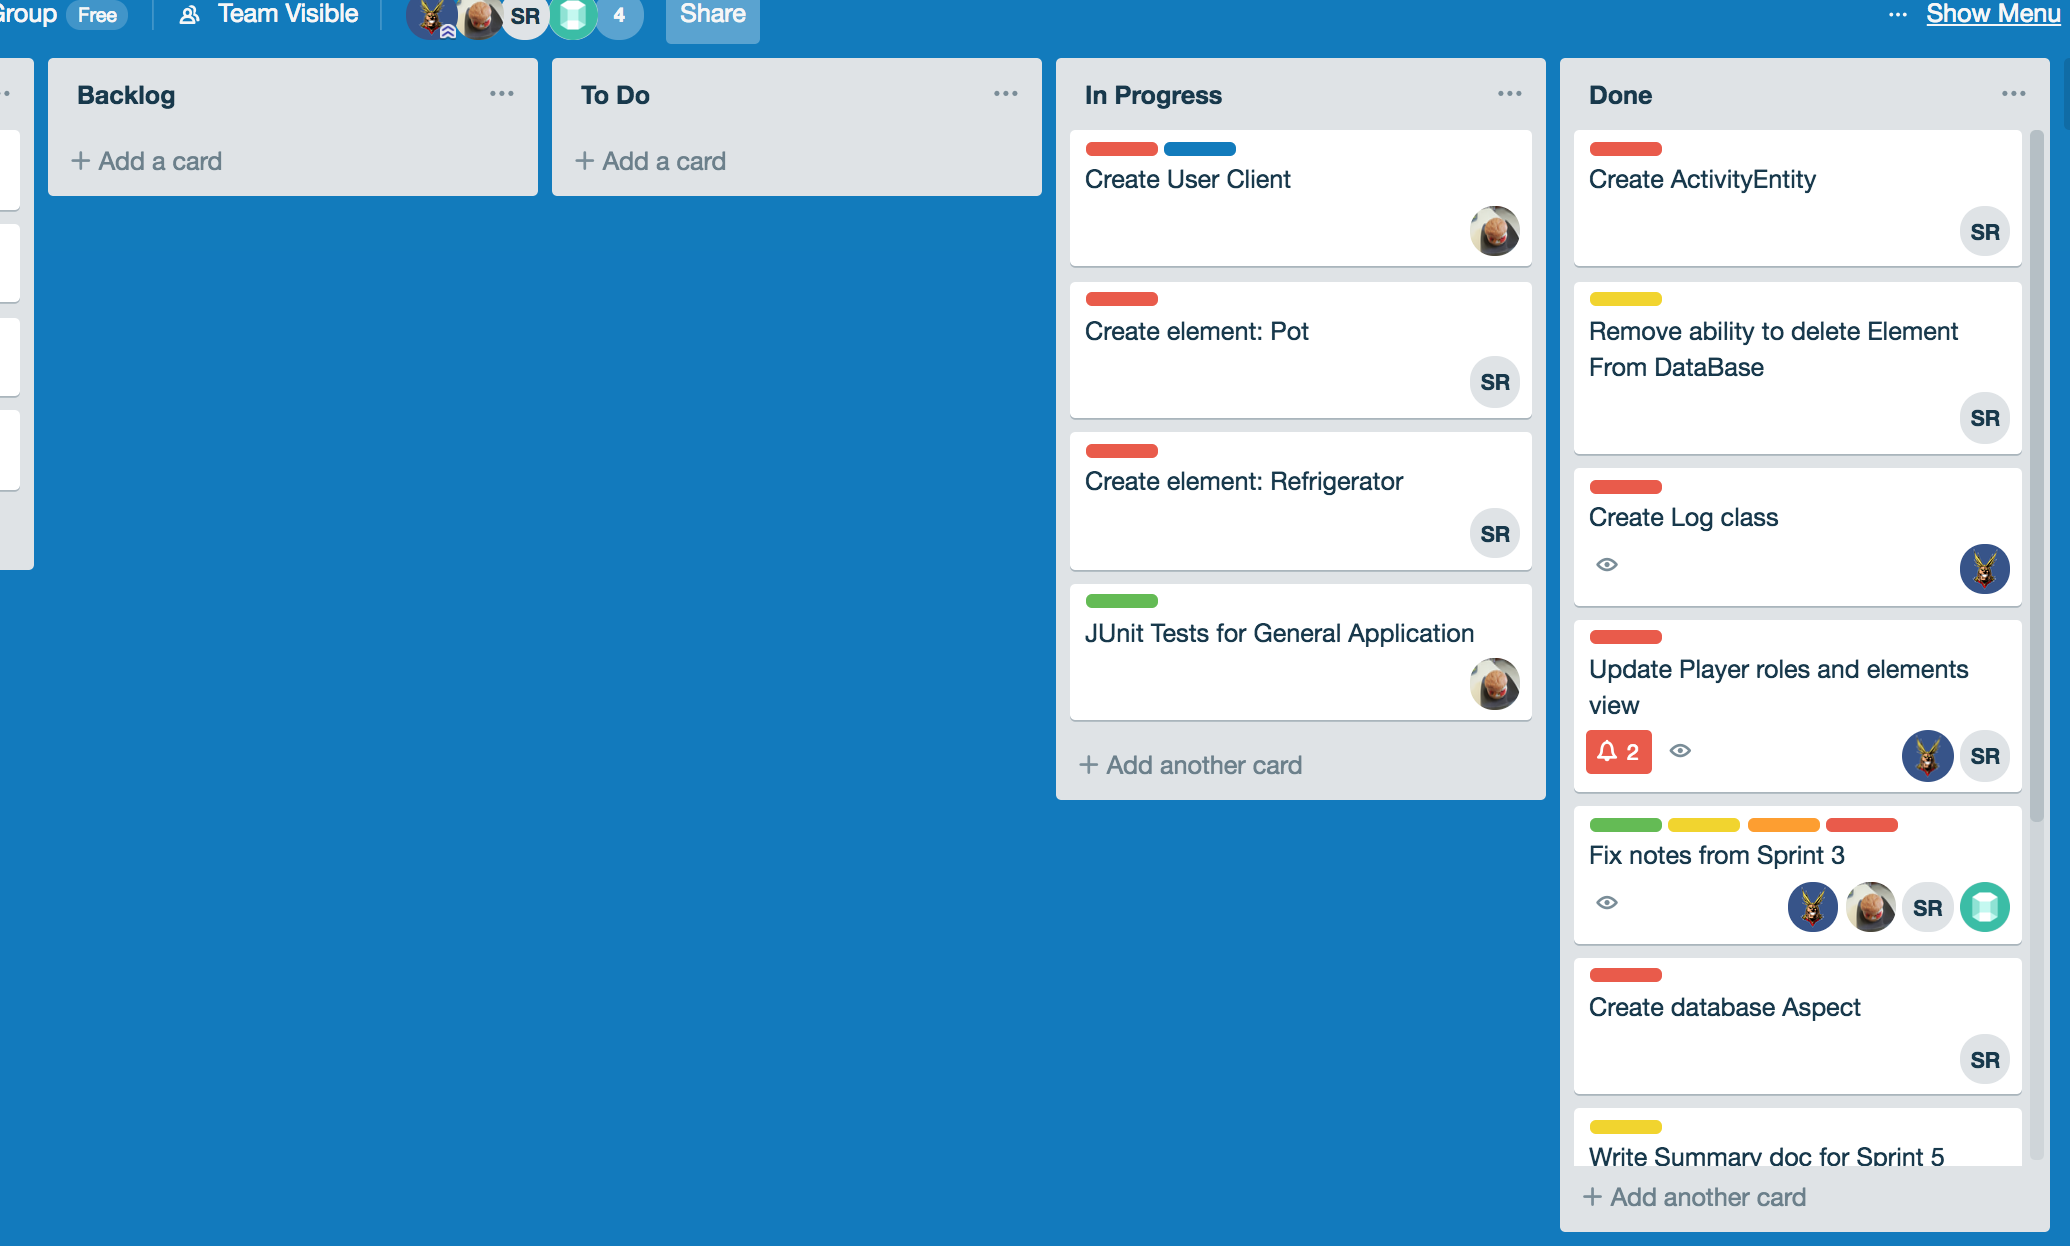 Group Free Team Visible SR 4 Share Show Menu
Backlog
Add a card
To Do
Add a card
In Progress
Create User Client
Create element: Pot
SR
Create element: Refrigerator
SR
JUnit Tests for General Application
Add another card
Done
Create ActivityEntity
SR
Remove ability to delete Element
From DataBase
SR
Create Log class
Update Player roles and elements
view
2
SR
Fix notes from Sprint 3
SR
Create database Aspect
SR
Write Summary doc for Sprint 5
Add another card